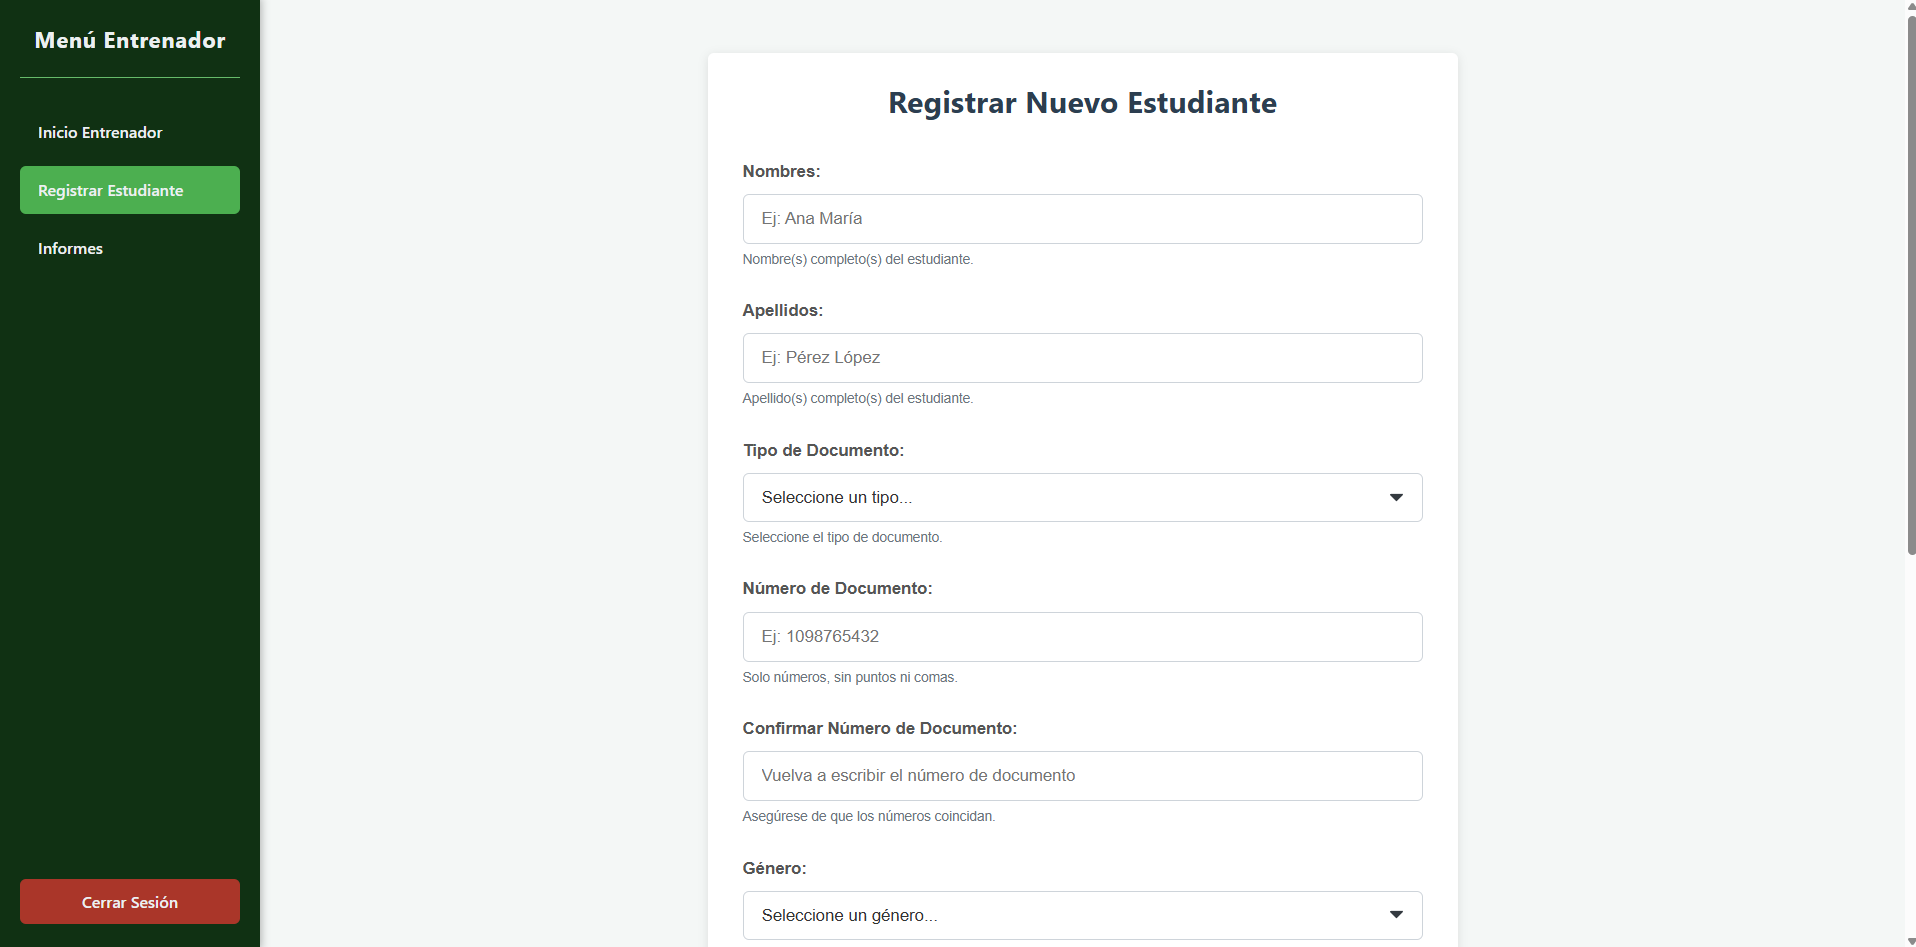 Menú Entrenador
Inicio Entrenador
Registrar Estudiante
Informes
Cerrar Sesión
Registrar Nuevo Estudiante
Nombres:
Ej: Ana María
Nombre(s) completo(s) del estudiante.
Apellidos:
Ej: Pérez López
Apellido(s) completo(s) del estudiante.
Tipo de Documento:
Seleccione un tipo...
Seleccione el tipo de documento.
Número de Documento:
Ej: 1098765432
Solo números, sin puntos ni comas.
Confirmar Número de Documento:
Vuelva a escribir el número de documento
Asegúrese de que los números coincidan.
Género:
Seleccione un género...